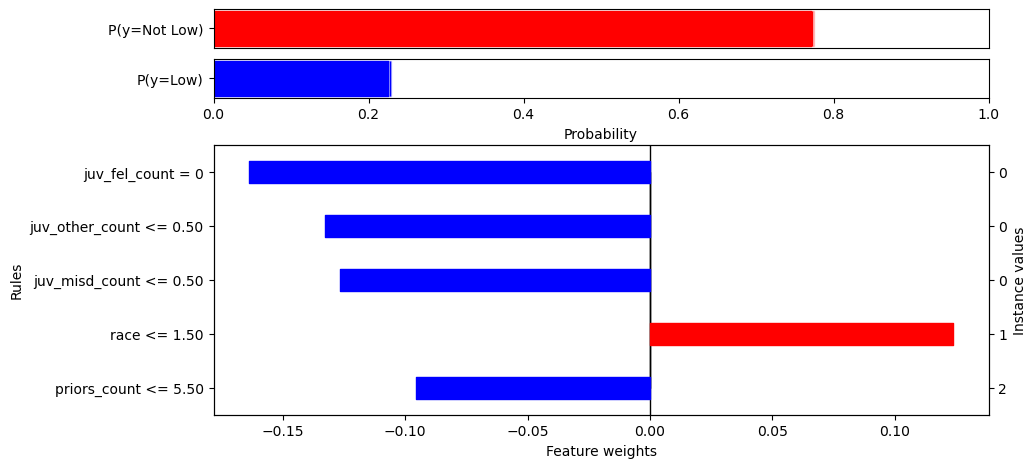 P(y=Not Low)
P(y=Low)
0.0 0.2 0.4 0.6 0.8 1.0
Probability
juv_fel_count = 0 0
juv_other_count <= 0.50 0
juv_misd_count <= 0.50 0
race <= 1.50 1
priors_count <= 5.50 2
Rules
Instance values
−0.15 −0.10 −0.05 0.00 0.05 0.10
Feature weights